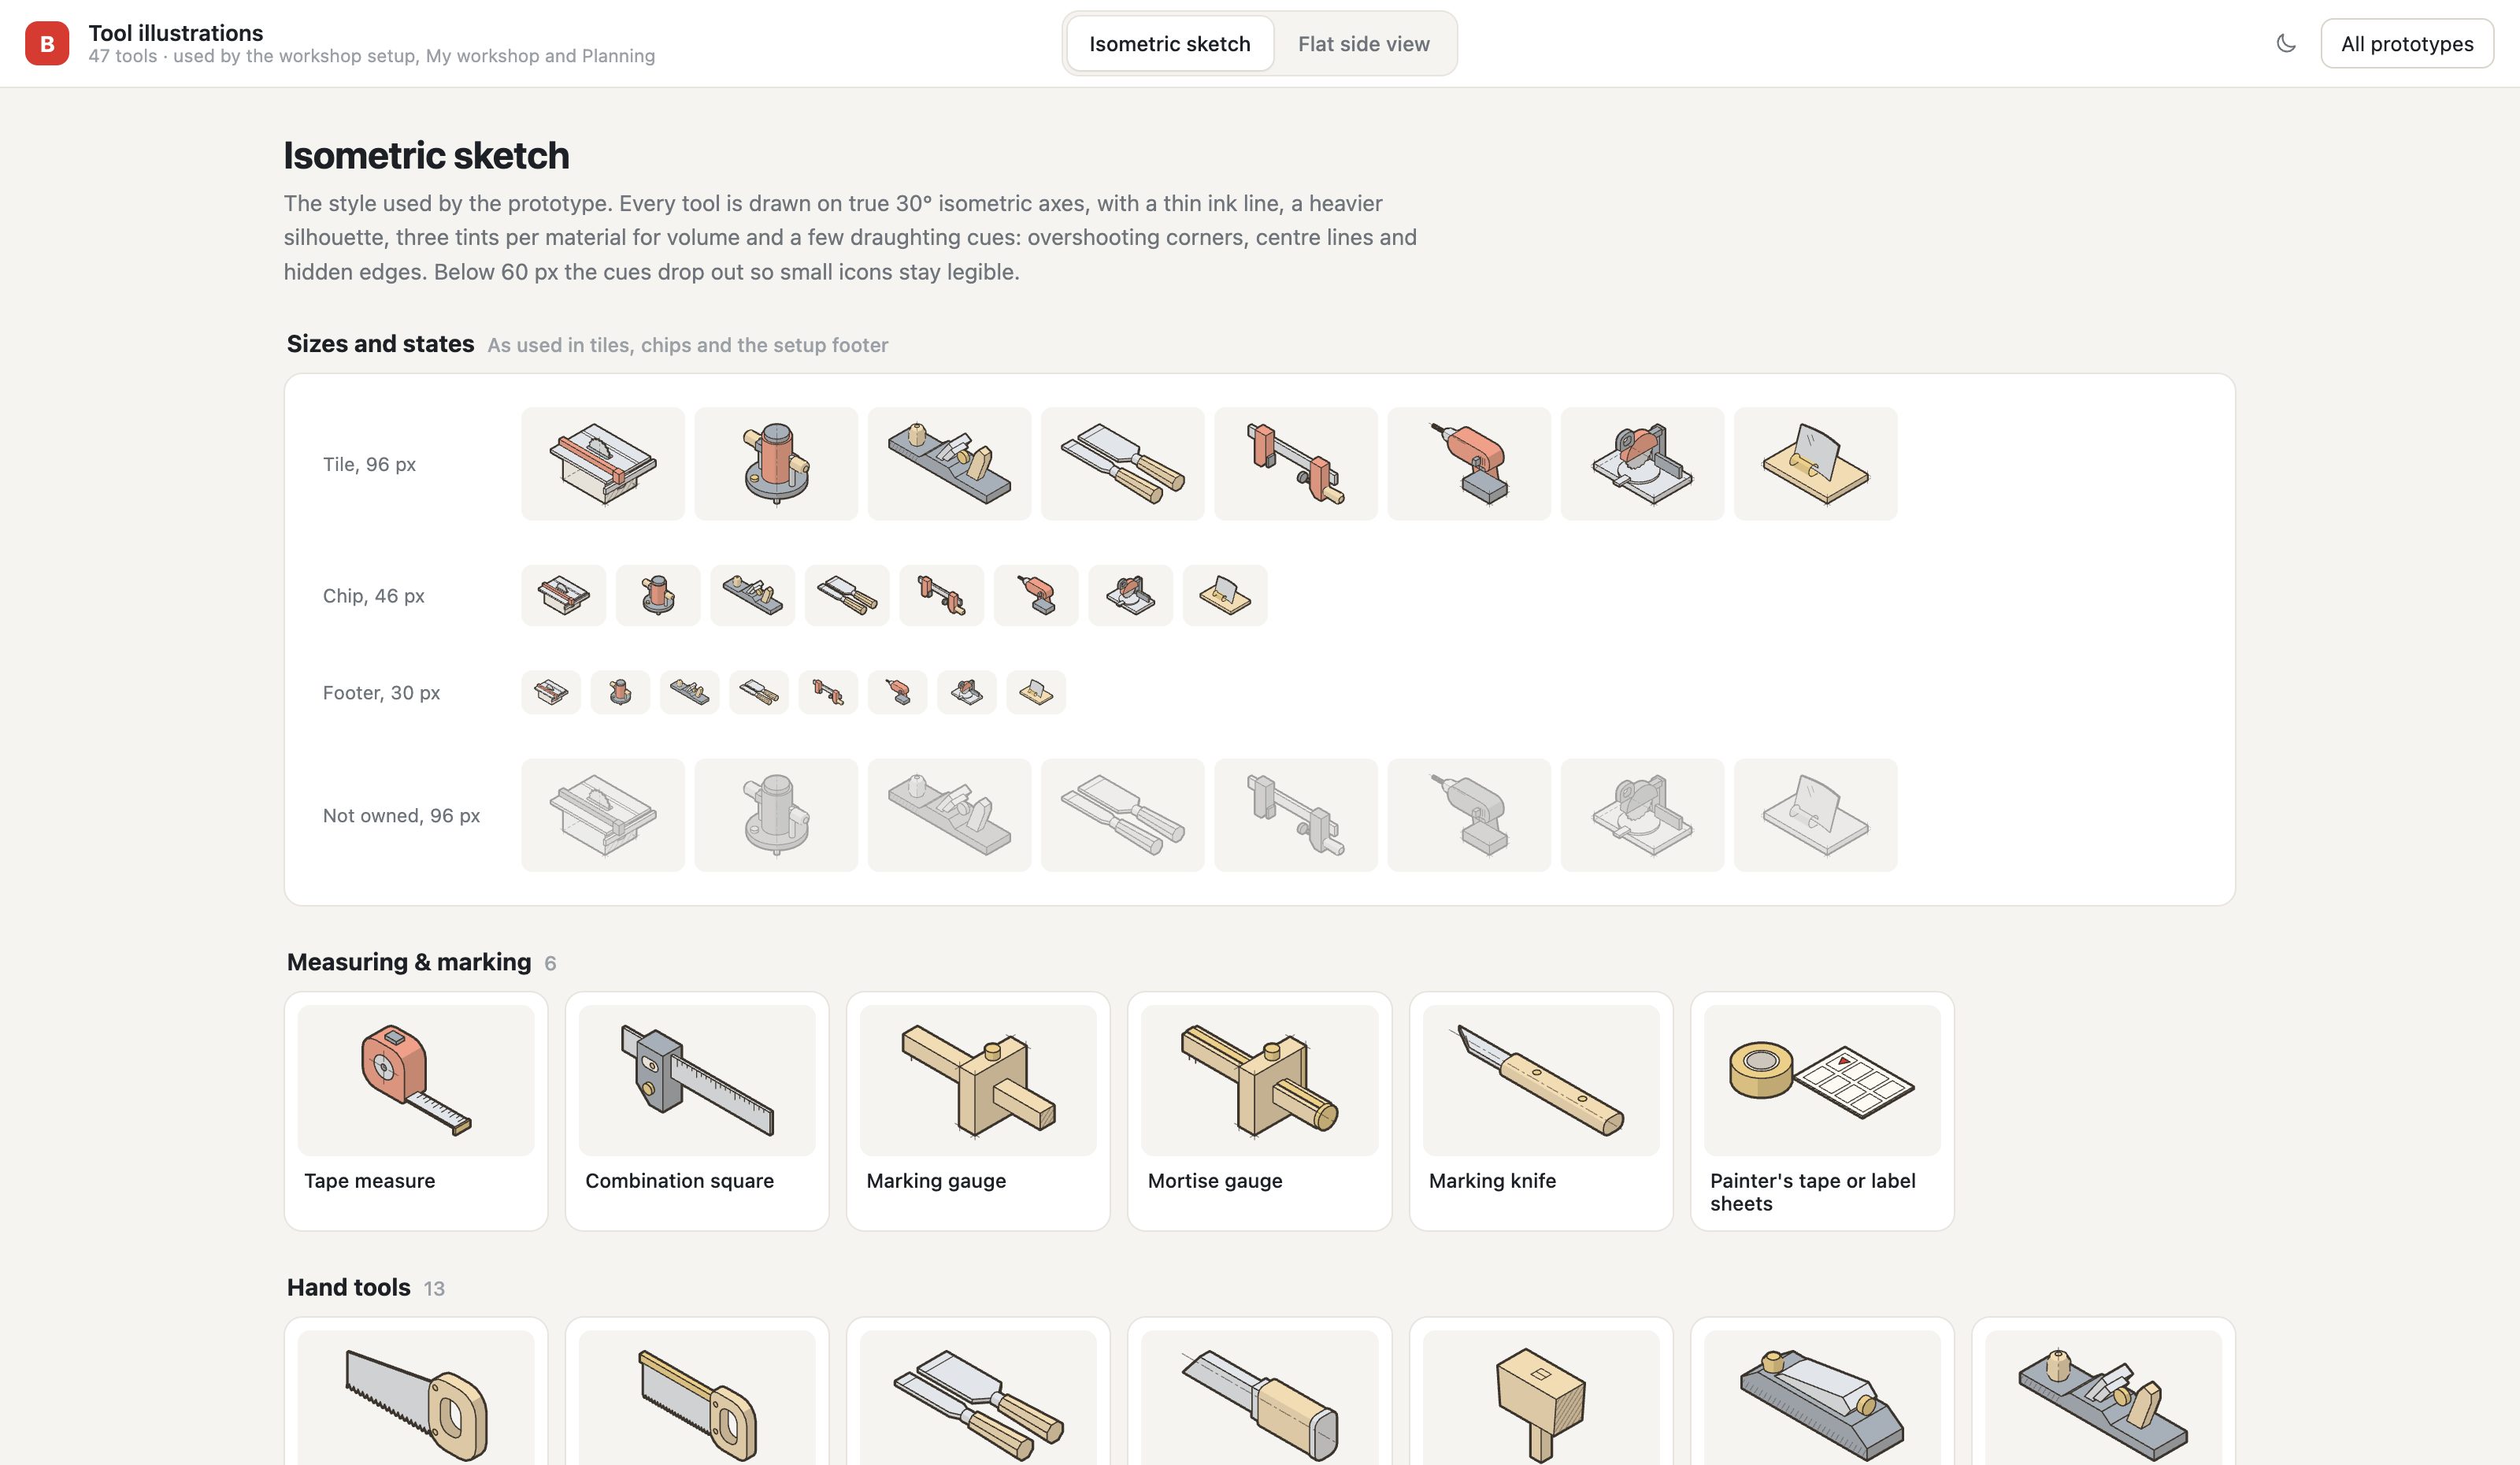 B
Tool illustrations
47 tools · used by the workshop setup, My workshop and Planning
Isometric sketch
Flat side view
All prototypes
Isometric sketch
The style used by the prototype. Every tool is drawn on true 30° isometric axes, with a thin ink line, a heavier
silhouette, three tints per material for volume and a few draughting cues: overshooting corners, centre lines and
hidden edges. Below 60 px the cues drop out so small icons stay legible.
Sizes and states As used in tiles, chips and the setup footer
Tile, 96 px
Chip, 46 px
Footer, 30 px
Not owned, 96 px
Measuring & marking 6
Tape measure
Combination square
Marking gauge
Mortise gauge
Marking knife
Painter's tape or label
sheets
Hand tools 13